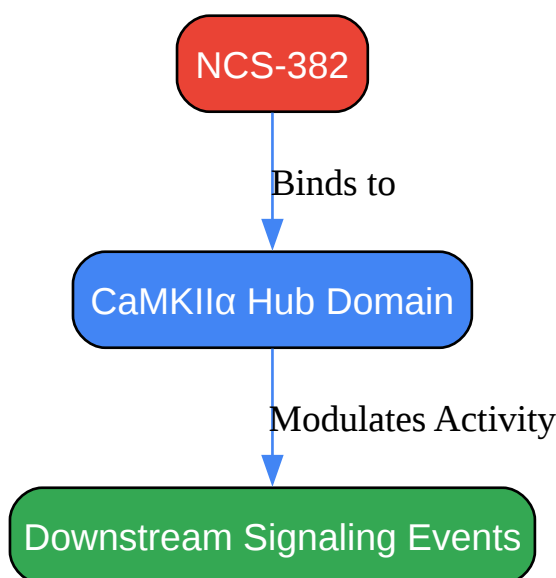 NCS-382
Binds to
CaMKIIα Hub Domain
Modulates Activity
Downstream Signaling Events